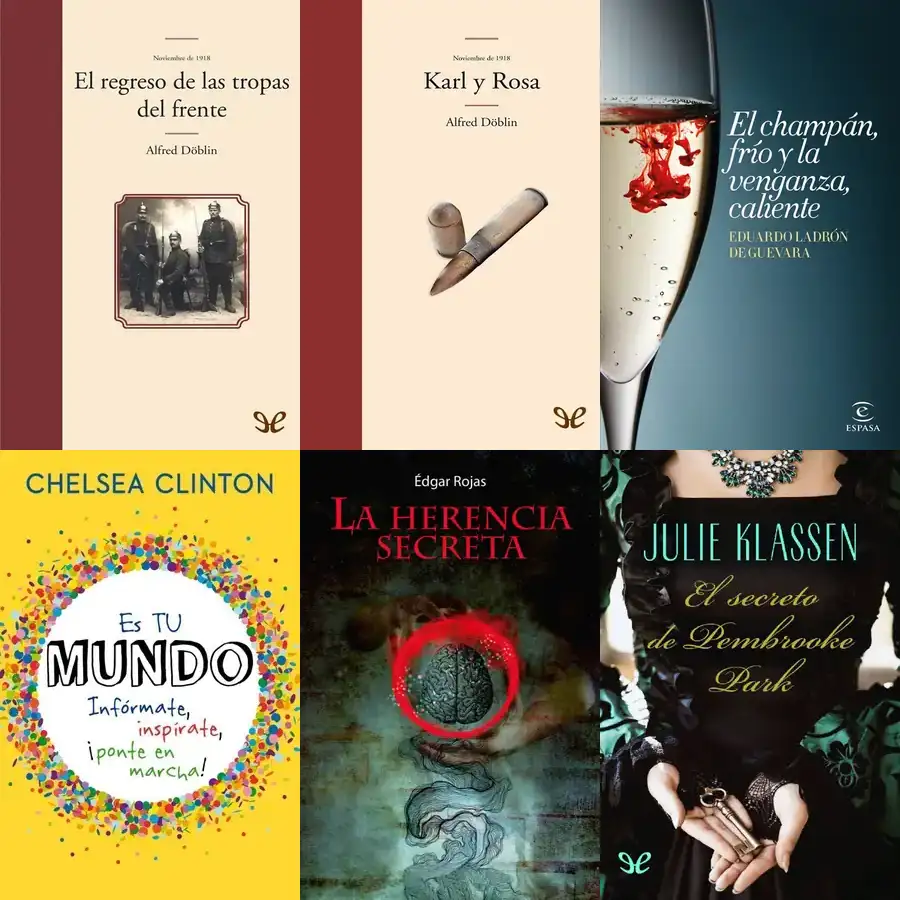 Noviembre de 1918
El regreso de las tropas
del frente
Alfred Döblin
Noviembre de 1918
Karl y Rosa
Alfred Döblin
El champán,
frío y la
venganza,
caliente
EDUARDO LADRÓN
DE GUEVARA
ESPASA
CHELSEA CLINTON
ES TU
MUNDO
Infórmate,
inspírate,
¡ponte en
marcha!
Édgar Rojas
LA HERENCIA
SECRETA
JULIE KLASSEN
El secreto
de Pembrooke
Park